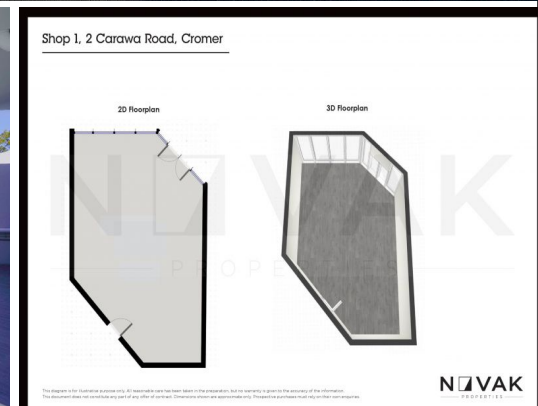 Shop 1, 2 Carawa Road, Cromer
2D Floorplan
3D Floorplan
NOVAK
PROPERTIES
This diagram is for illustrative purpose only. All reasonable care has been taken in the preparation, but no warranty is given to the accuracy of the information.
This document does not constitute any part of any offer of contract. Dimensions shown are approximate only. Prospective purchasers must rely on their own enquiries.
NOVAK
PROPERTIES